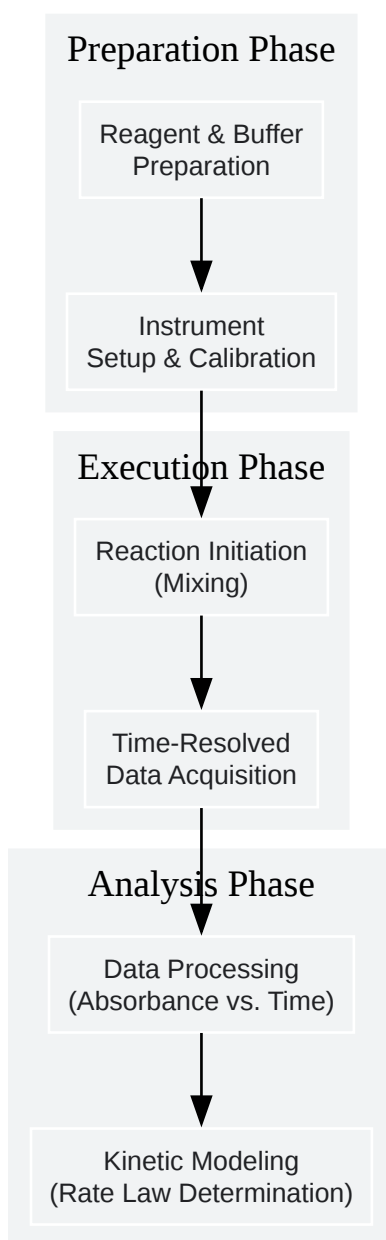 Preparation Phase
Reagent & Buffer
Preparation
Instrument
Setup & Calibration
Execution Phase
Reaction Initiation
(Mixing)
Time-Resolved
Data Acquisition
Analysis Phase
Data Processing
(Absorbance vs. Time)
Kinetic Modeling
(Rate Law Determination)